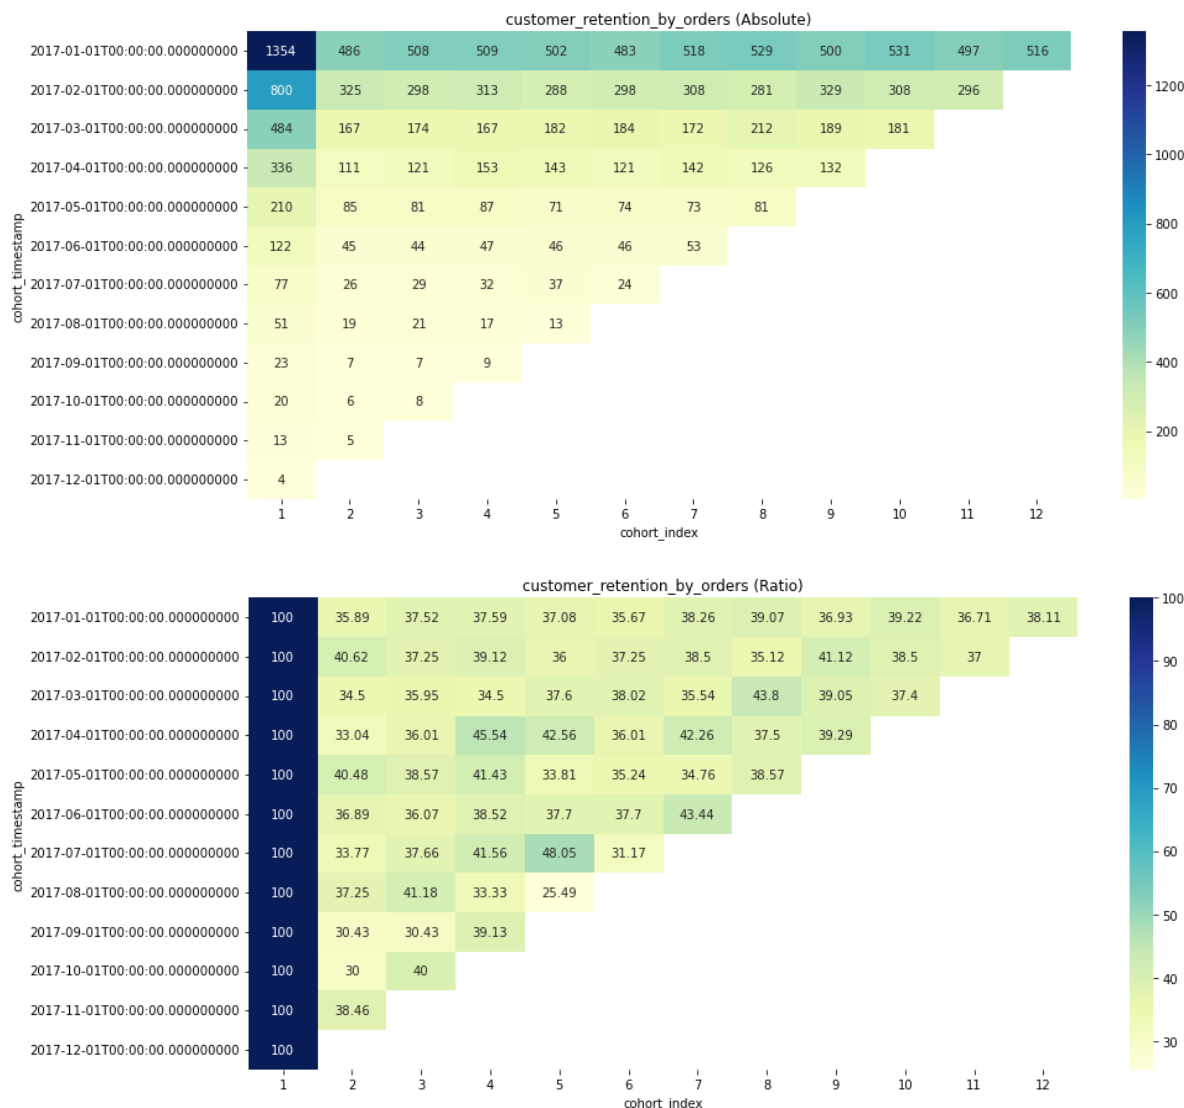 customer_retention_by_orders (Absolute)
2017-01-01T00:00:00.000000000 1354 486 508 509 502 483 518 529 500 531 497 516
2017-02-01T00:00:00.000000000 800 325 298 313 288 298 308 281 329 308 296
2017-03-01T00:00:00.000000000 484 167 174 167 182 184 172 212 189 181
2017-04-01T00:00:00.000000000 336 111 121 153 143 121 142 126 132
2017-05-01T00:00:00.000000000 210 85 81 87 71 74 73 81
2017-06-01T00:00:00.000000000 122 45 44 47 46 46 53
2017-07-01T00:00:00.000000000 77 26 29 32 37 24
2017-08-01T00:00:00.000000000 51 19 21 17 13
2017-09-01T00:00:00.000000000 23 7 7 9
2017-10-01T00:00:00.000000000 20 6 8
2017-11-01T00:00:00.000000000 13 5
2017-12-01T00:00:00.000000000 4
1 2 3 4 5 6 7 8 9 10 11 12
cohort_index
cohort_timestamp
1200
1000
800
600
400
200
customer_retention_by_orders (Ratio)
2017-01-01T00:00:00.000000000 100 35.89 37.52 37.59 37.08 35.67 38.26 39.07 36.93 39.22 36.71 38.11
2017-02-01T00:00:00.000000000 100 40.62 37.25 39.12 36 37.25 38.5 35.12 41.12 38.5 37
2017-03-01T00:00:00.000000000 100 34.5 35.95 34.5 37.6 38.02 35.54 43.8 39.05 37.4
2017-04-01T00:00:00.000000000 100 33.04 36.01 45.54 42.56 36.01 42.26 37.5 39.29
2017-05-01T00:00:00.000000000 100 40.48 38.57 41.43 33.81 35.24 34.76 38.57
2017-06-01T00:00:00.000000000 100 36.89 36.07 38.52 37.7 37.7 43.44
2017-07-01T00:00:00.000000000 100 33.77 37.66 41.56 48.05 31.17
2017-08-01T00:00:00.000000000 100 37.25 41.18 33.33 25.49
2017-09-01T00:00:00.000000000 100 30.43 30.43 39.13
2017-10-01T00:00:00.000000000 100 30 40
2017-11-01T00:00:00.000000000 100 38.46
2017-12-01T00:00:00.000000000 100
1 2 3 4 5 6 7 8 9 10 11 12
cohort_index
cohort_timestamp
100
90
80
70
60
50
40
30